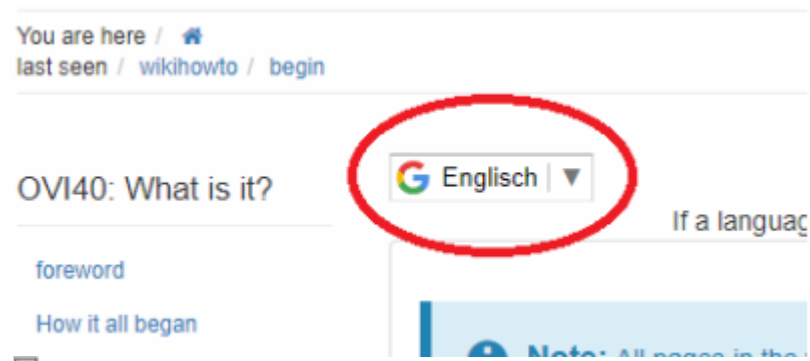 You are here /
last seen / wikihowto / begin
OVI40: What is it?
Englisch
If a languag
foreword
How it all began
Note: All pages in the